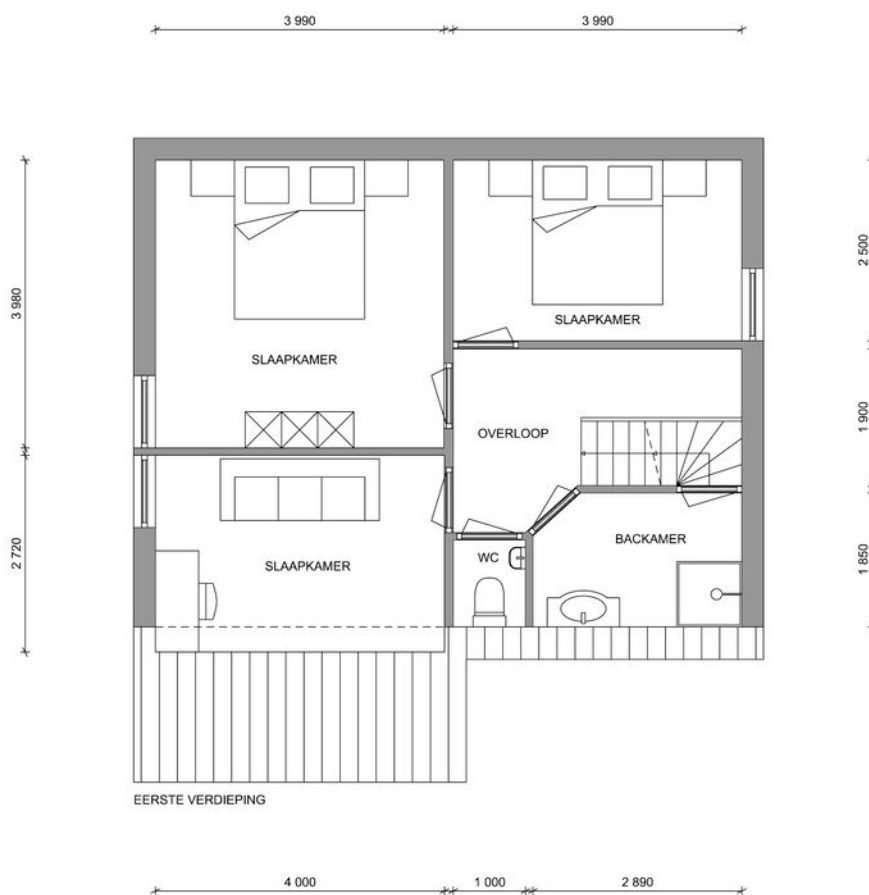 3 990
3 990
3 980
2 500
SLAAPKAMER
SLAAPKAMER
1 900
OVERLOOP
2 720
SLAAPKAMER
WC
BACKAMER
1 850
EERSTE VERDIEPING
4 000
1 000
2 890